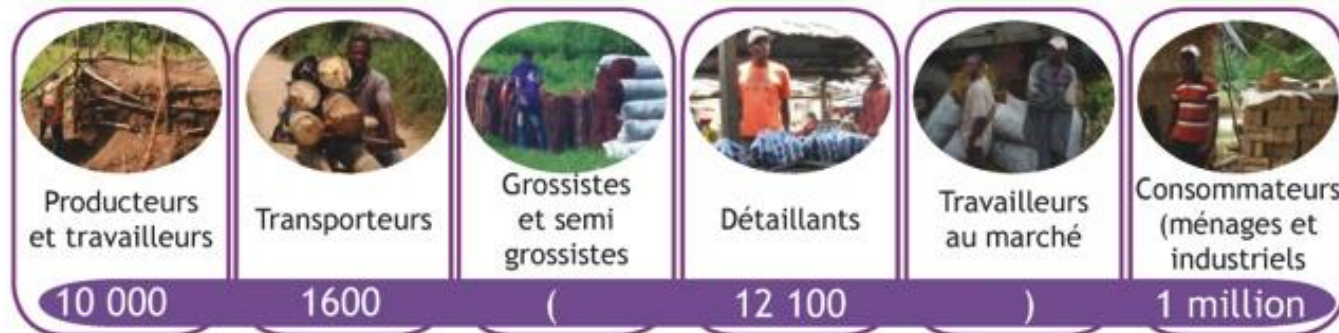 Producteurs
et travailleurs
Transporteurs
Grossistes
et semi
grossistes
Détaillants
Travailleurs
au marché
Consommateurs
(ménages et
industriels
10 000
1600
(
12 100
)
1 million